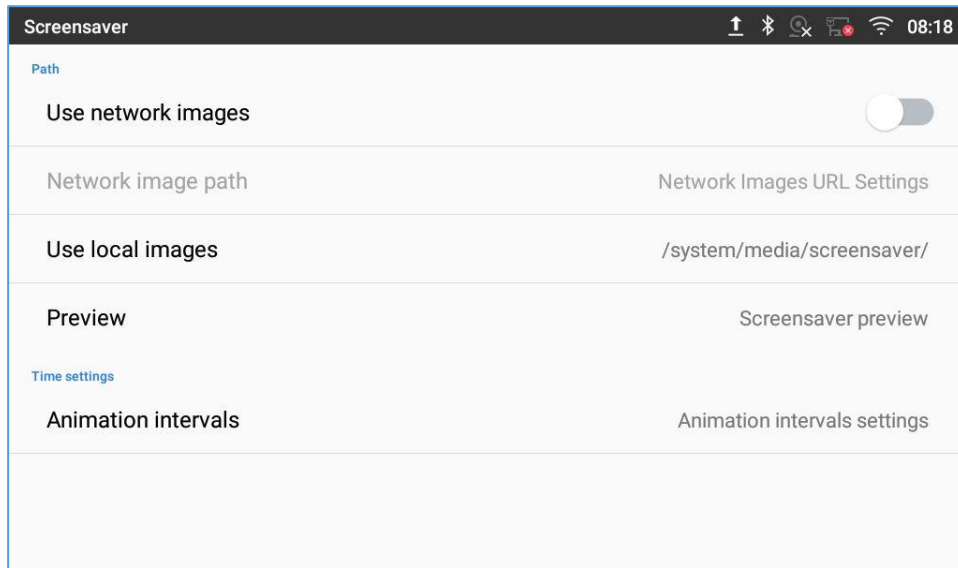 Screensaver 08:18
Path
Use network images
Network image path Network Images URL Settings
Use local images /system/media/screensaver/
Preview Screensaver preview
Time settings
Animation intervals Animation intervals settings